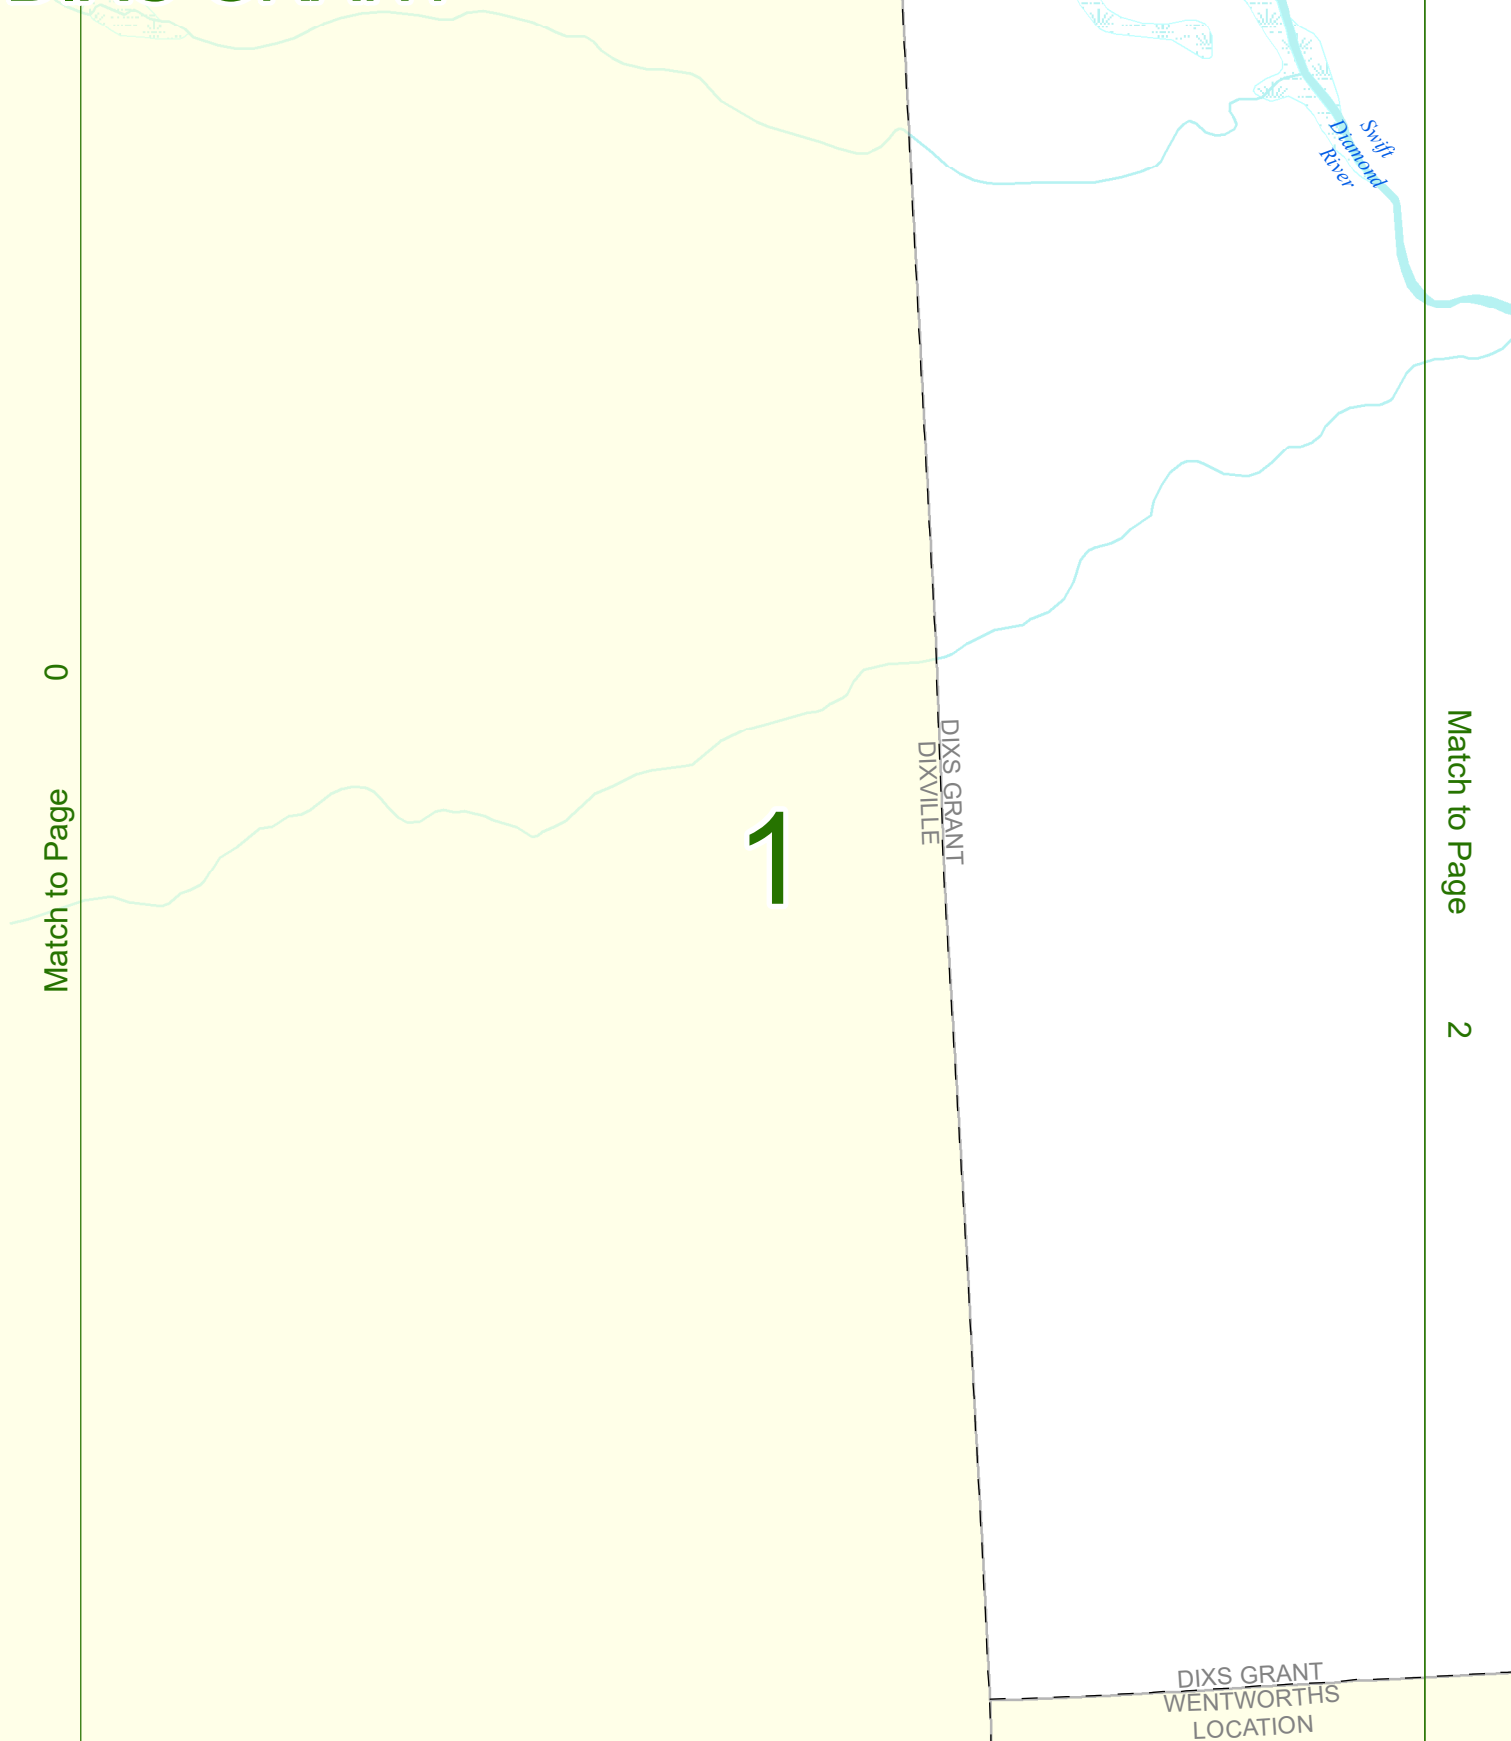 Swift
Diamond
River
Match to Page 0
DIXS GRANT
DIXVILLE
1
Match to Page 2
DIXS GRANT
WENTWORTHS
LOCATION